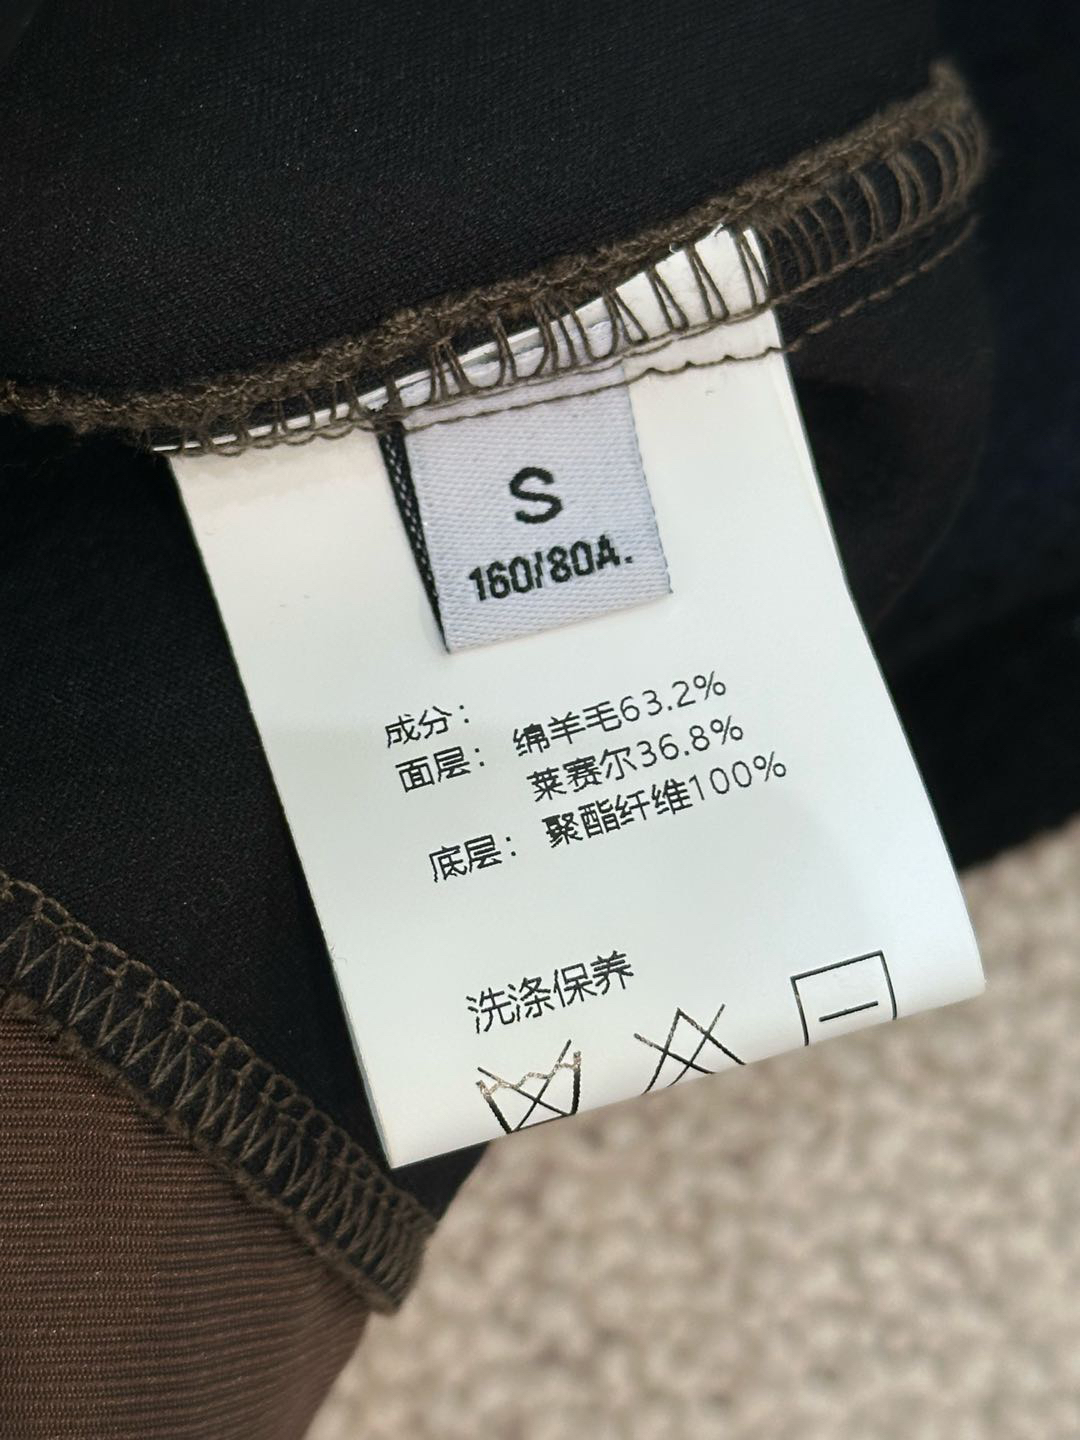 S
160/80A.
成分：
面层：绵羊毛63.2%
莱赛尔36.8%
底层：聚酯纤维100%
洗涤保养